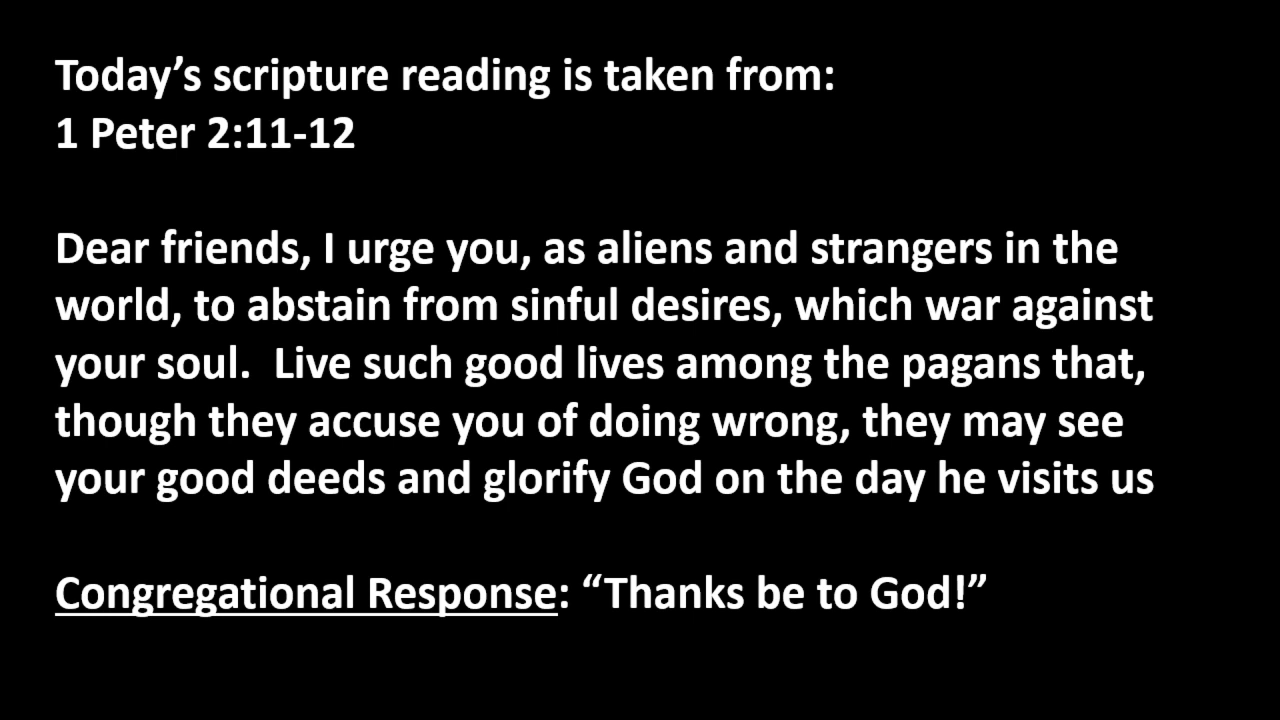 Today’s scripture reading is taken from:
1 Peter 2:11-12
Dear friends, I urge you, as aliens and strangers in the
world, to abstain from sinful desires, which war against
your soul.  Live such good lives among the pagans that,
though they accuse you of doing wrong, they may see
your good deeds and glorify God on the day he visits us
Congregational Response: “Thanks be to God!”